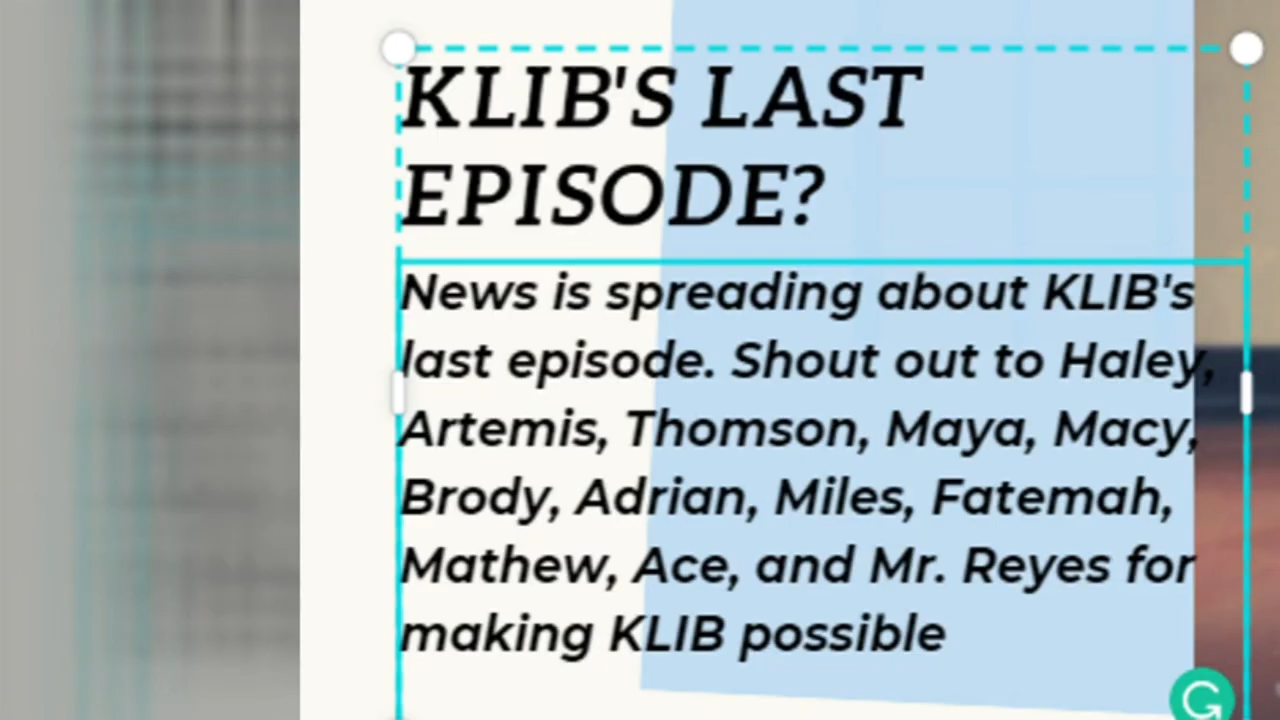 KLIB'S LAST
EPISODE?
News is spreading about KLIB's
last episode. Shout out to Haley,
Artemis, Thomson, Maya, Macy,
Brody, Adrian, Miles, Fatemah,
Mathew, Ace, and Mr. Reyes for
making KLIB possible